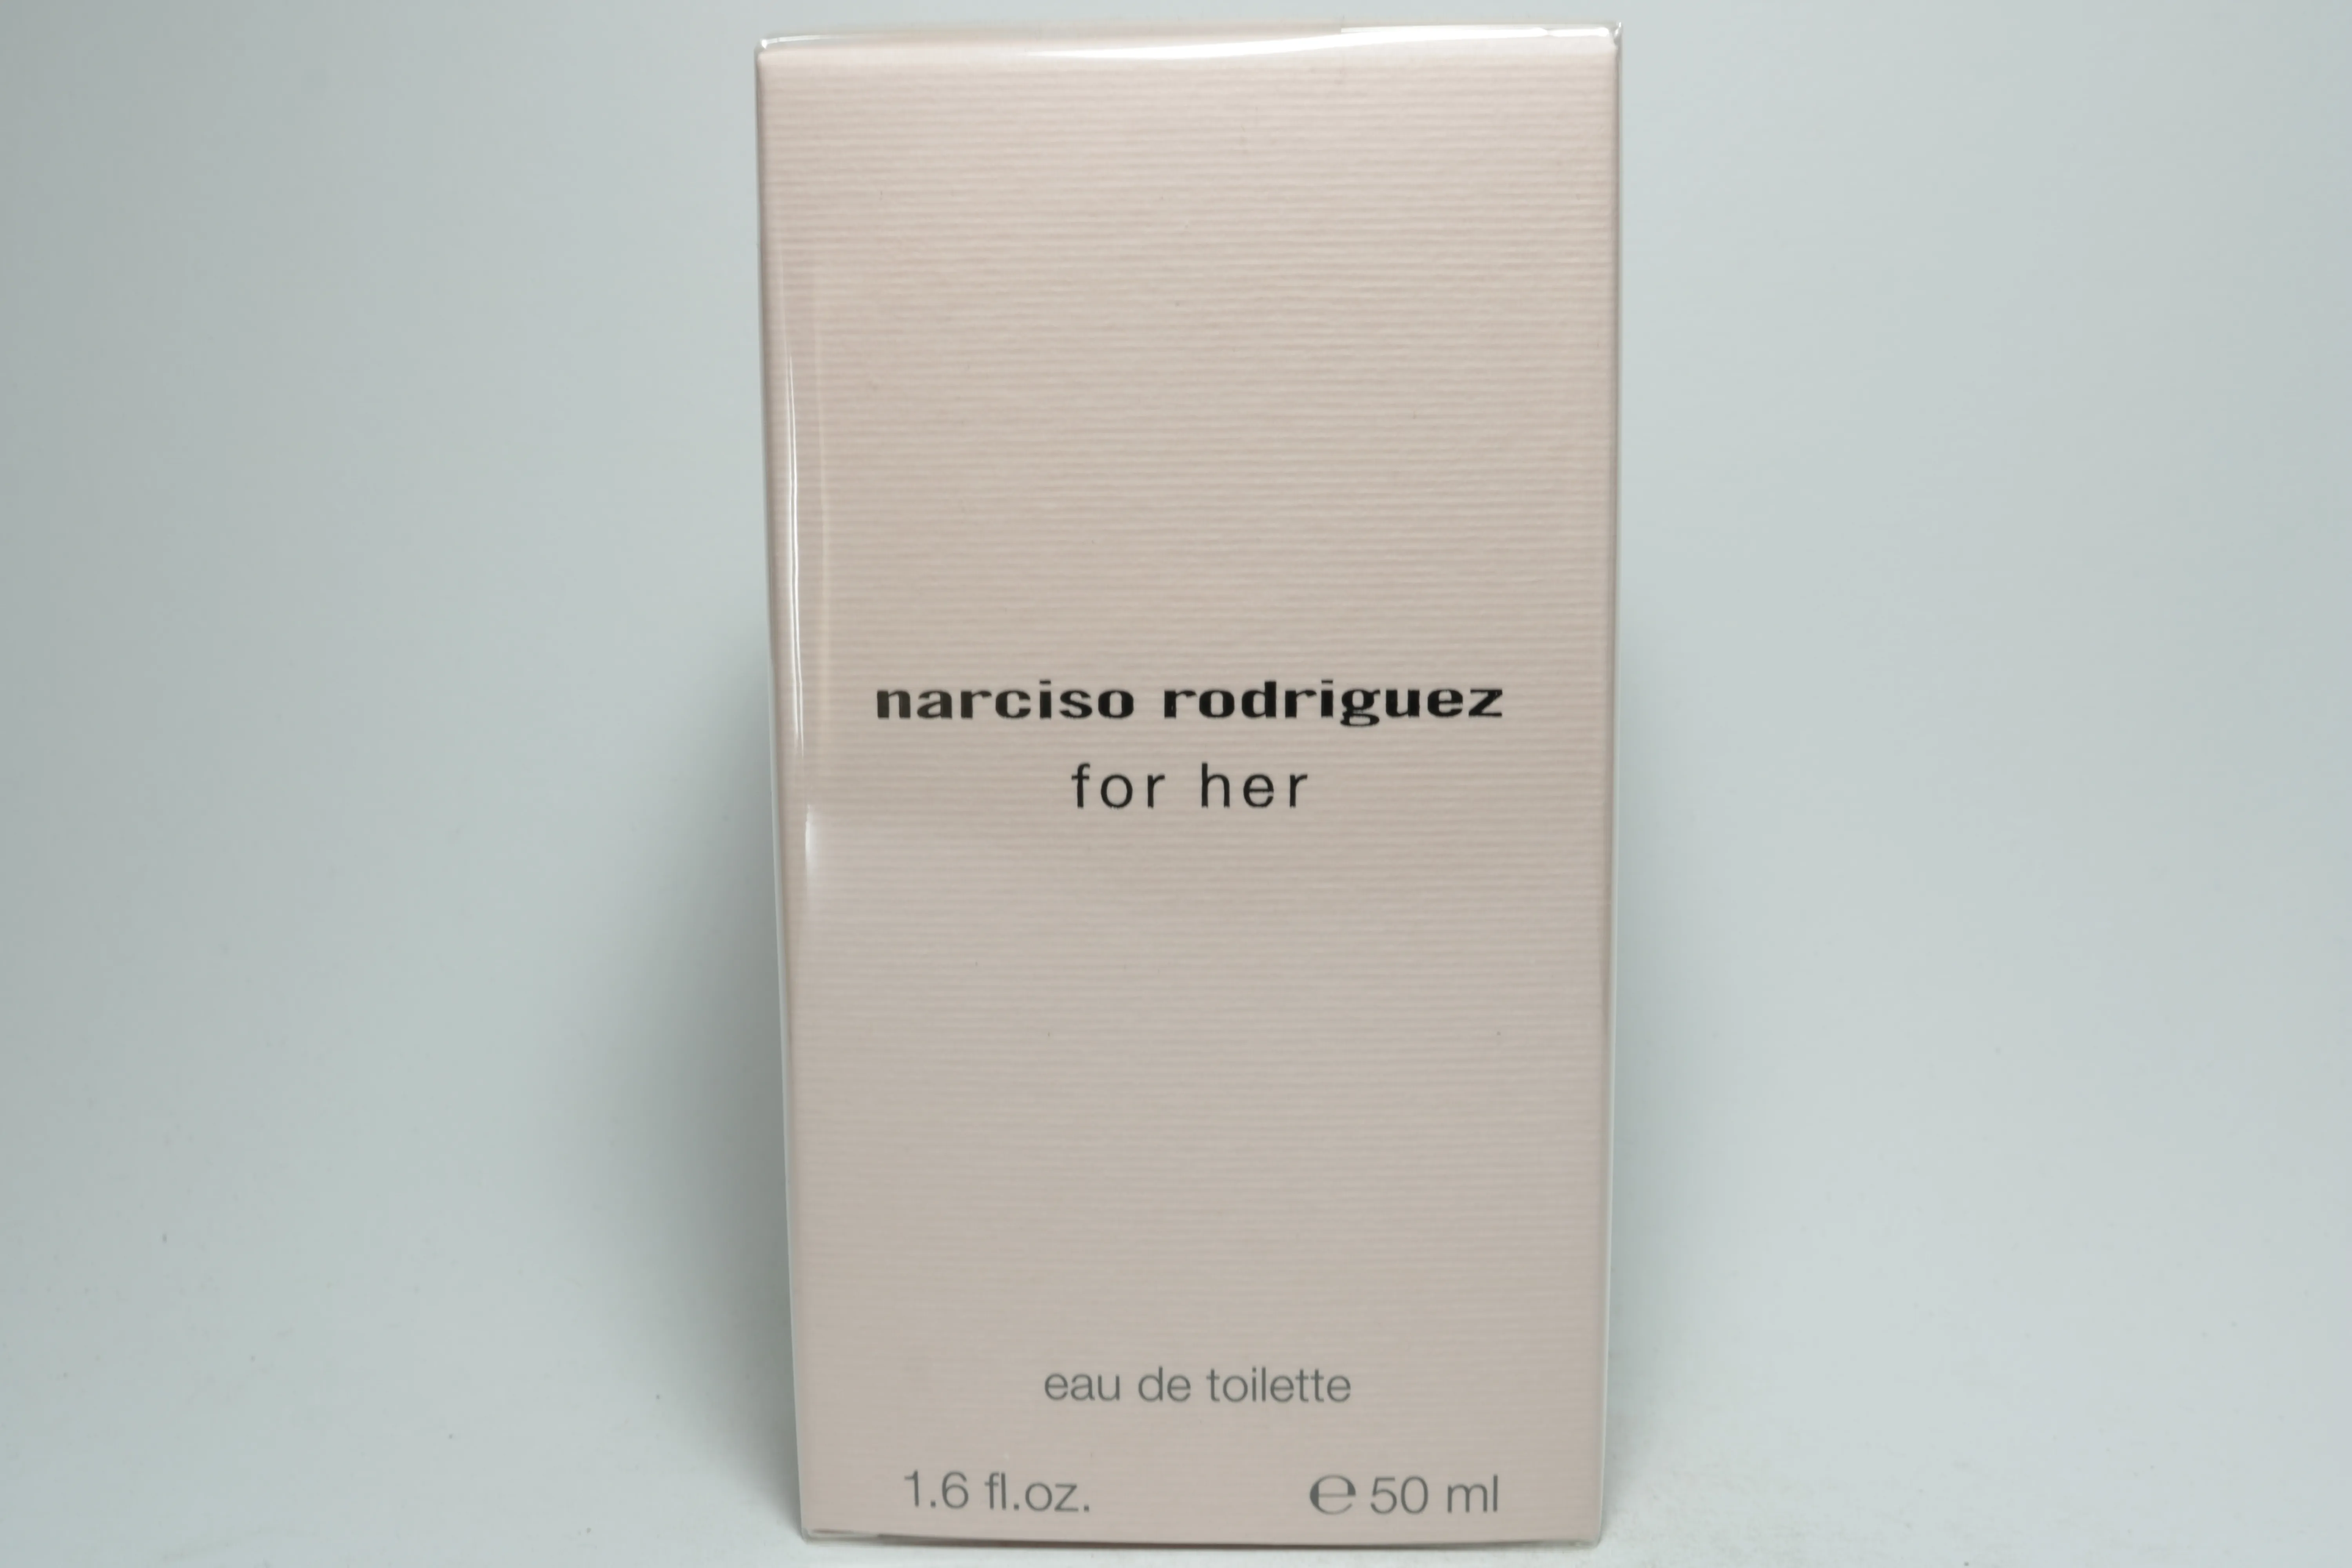 narciso rodriguez
for her
eau de toilette
1.6 fl.oz. ℮ 50 ml